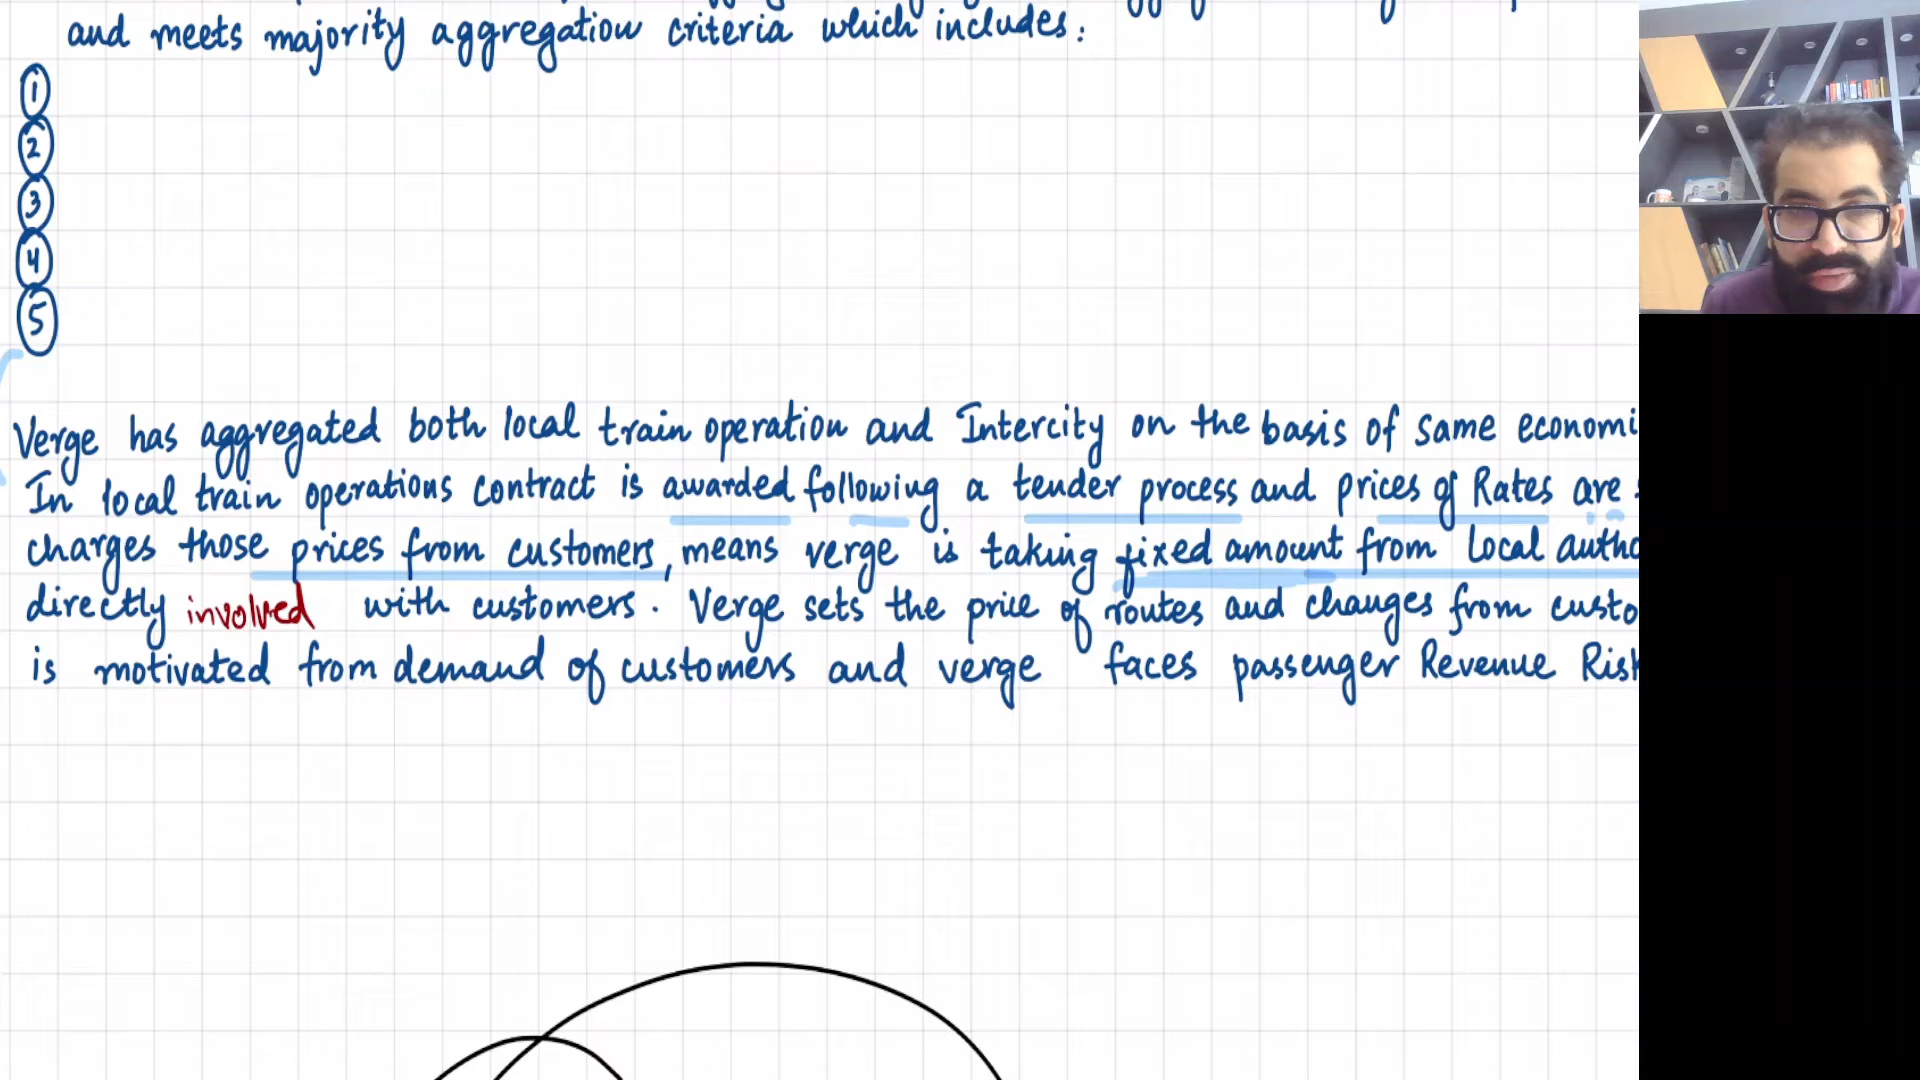 and meets majority aggregation criteria which includes:
1
2
3
4
5
Verge has aggregated both local train operation and Intercity on the basis of same economi
In local train operations contract is awarded following a tender process and prices of Rates are
charges those prices from customers, means verge is taking fixed amount from local autho
directly involved with customers. Verge sets the price of routes and changes from custo
is motivated from demand of customers and verge faces passenger Revenue Risk